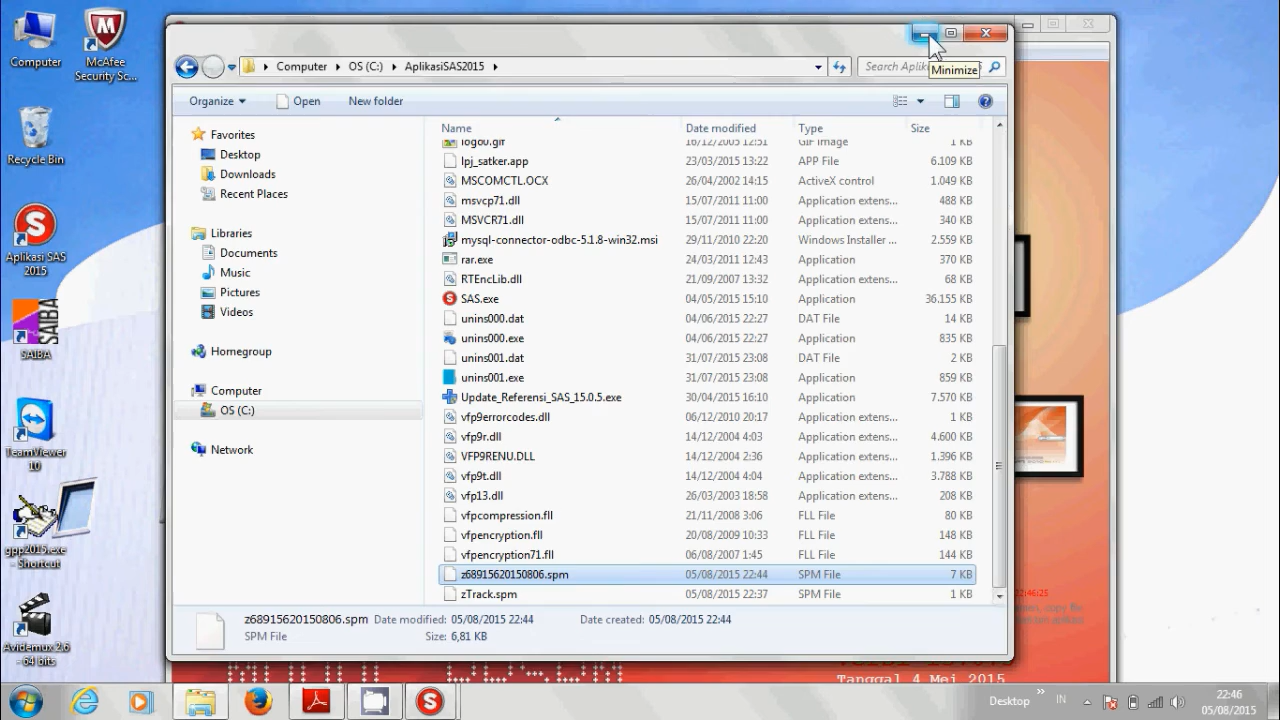 Computer
McAfee
Security Sc...
Recycle Bin
Aplikasi SAS
2015
SAIBA
SAIBA
TeamViewer
10
gpp2015.exe
- Shortcut
Avidemux 2.6
- 64 bits
Computer
OS (C:)
AplikasiSAS2015
Search Aplik
Minimize
Organize
Open
New folder
Favorites
Desktop
Downloads
Recent Places
Libraries
Documents
Music
Pictures
Videos
Homegroup
Computer
OS (C:)
Network
Name Date modified Type Size
logo0.gif 16/12/2005 12:51 GIF image 1 KB
lpj_satker.app 23/03/2015 13:22 APP File 6.109 KB
MSCOMCTL.OCX 26/04/2002 14:15 ActiveX control 1.049 KB
msvcp71.dll 15/07/2011 11:00 Application extens... 488 KB
MSVCR71.dll 15/07/2011 11:00 Application extens... 340 KB
mysql-connector-odbc-5.1.8-win32.msi 29/11/2010 22:20 Windows Installer ... 2.559 KB
rar.exe 24/03/2011 12:43 Application 370 KB
RTEncLib.dll 21/09/2007 13:32 Application extens... 68 KB
SAS.exe 04/05/2015 15:10 Application 36.155 KB
unins000.dat 04/06/2015 22:27 DAT File 14 KB
unins000.exe 04/06/2015 22:27 Application 835 KB
unins001.dat 31/07/2015 23:08 DAT File 2 KB
unins001.exe 31/07/2015 23:08 Application 859 KB
Update_Referensi_SAS_15.0.5.exe 30/04/2015 16:10 Application 7.570 KB
vfp9errorcodes.dll 06/12/2010 20:17 Application extens... 1 KB
vfp9r.dll 14/12/2004 4:03 Application extens... 4.600 KB
VFP9RENU.DLL 14/12/2004 2:36 Application extens... 1.396 KB
vfp9t.dll 14/12/2004 4:04 Application extens... 3.788 KB
vfp13.dll 26/03/2003 18:58 Application extens... 208 KB
vfpcompression.fll 21/11/2008 3:06 FLL File 80 KB
vfpencryption.fll 20/08/2009 10:33 FLL File 148 KB
vfpencryption71.fll 06/08/2007 1:45 FLL File 144 KB
z68915620150806.spm 05/08/2015 22:44 SPM File 7 KB
zTrack.spm 05/08/2015 22:37 SPM File 1 KB
z68915620150806.spm Date modified: 05/08/2015 22:44 Date created: 05/08/2015 22:44
SPM File Size: 6,81 KB
22:46:25
copy file
Tanggal 4 Mei 2015
Desktop
IN
22:46
05/08/2015